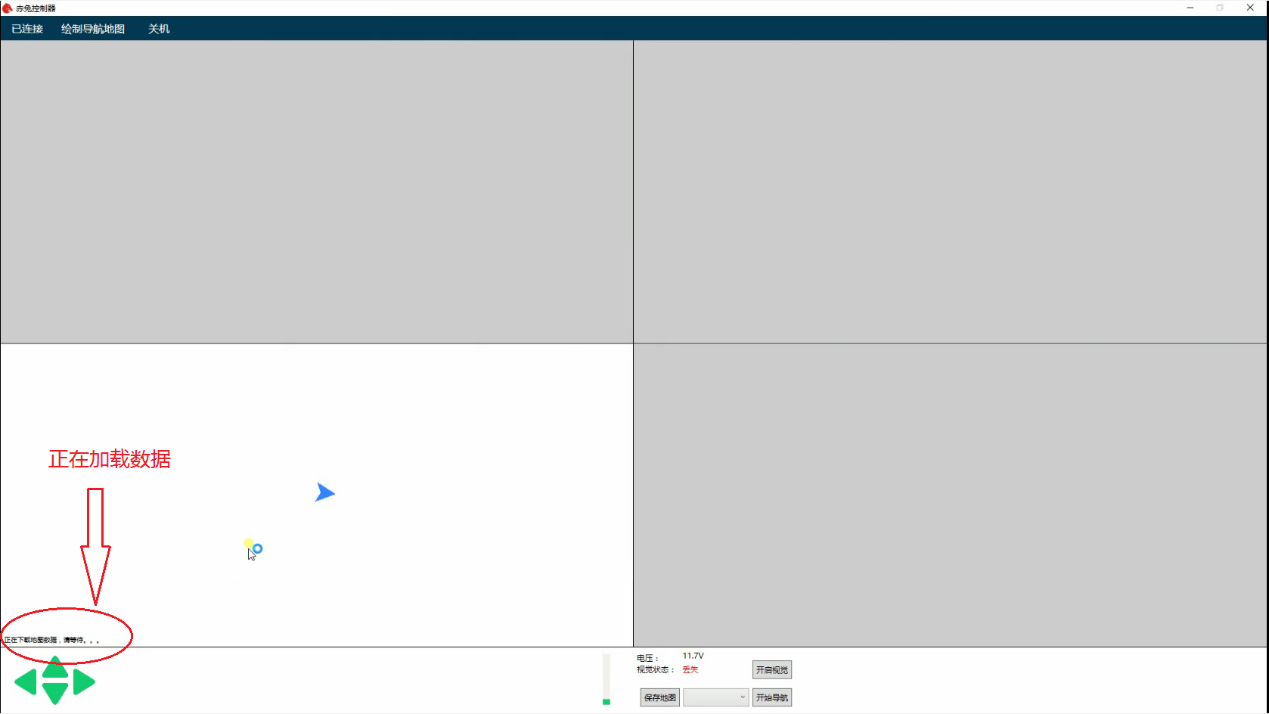 赤兔控制器
已连接 绘制导航地图 关机
正在加载数据
正在下载地图数据，请等待。。。
电压： 11.7V
视觉状态： 丢失 开启视觉
保存地图 开始导航